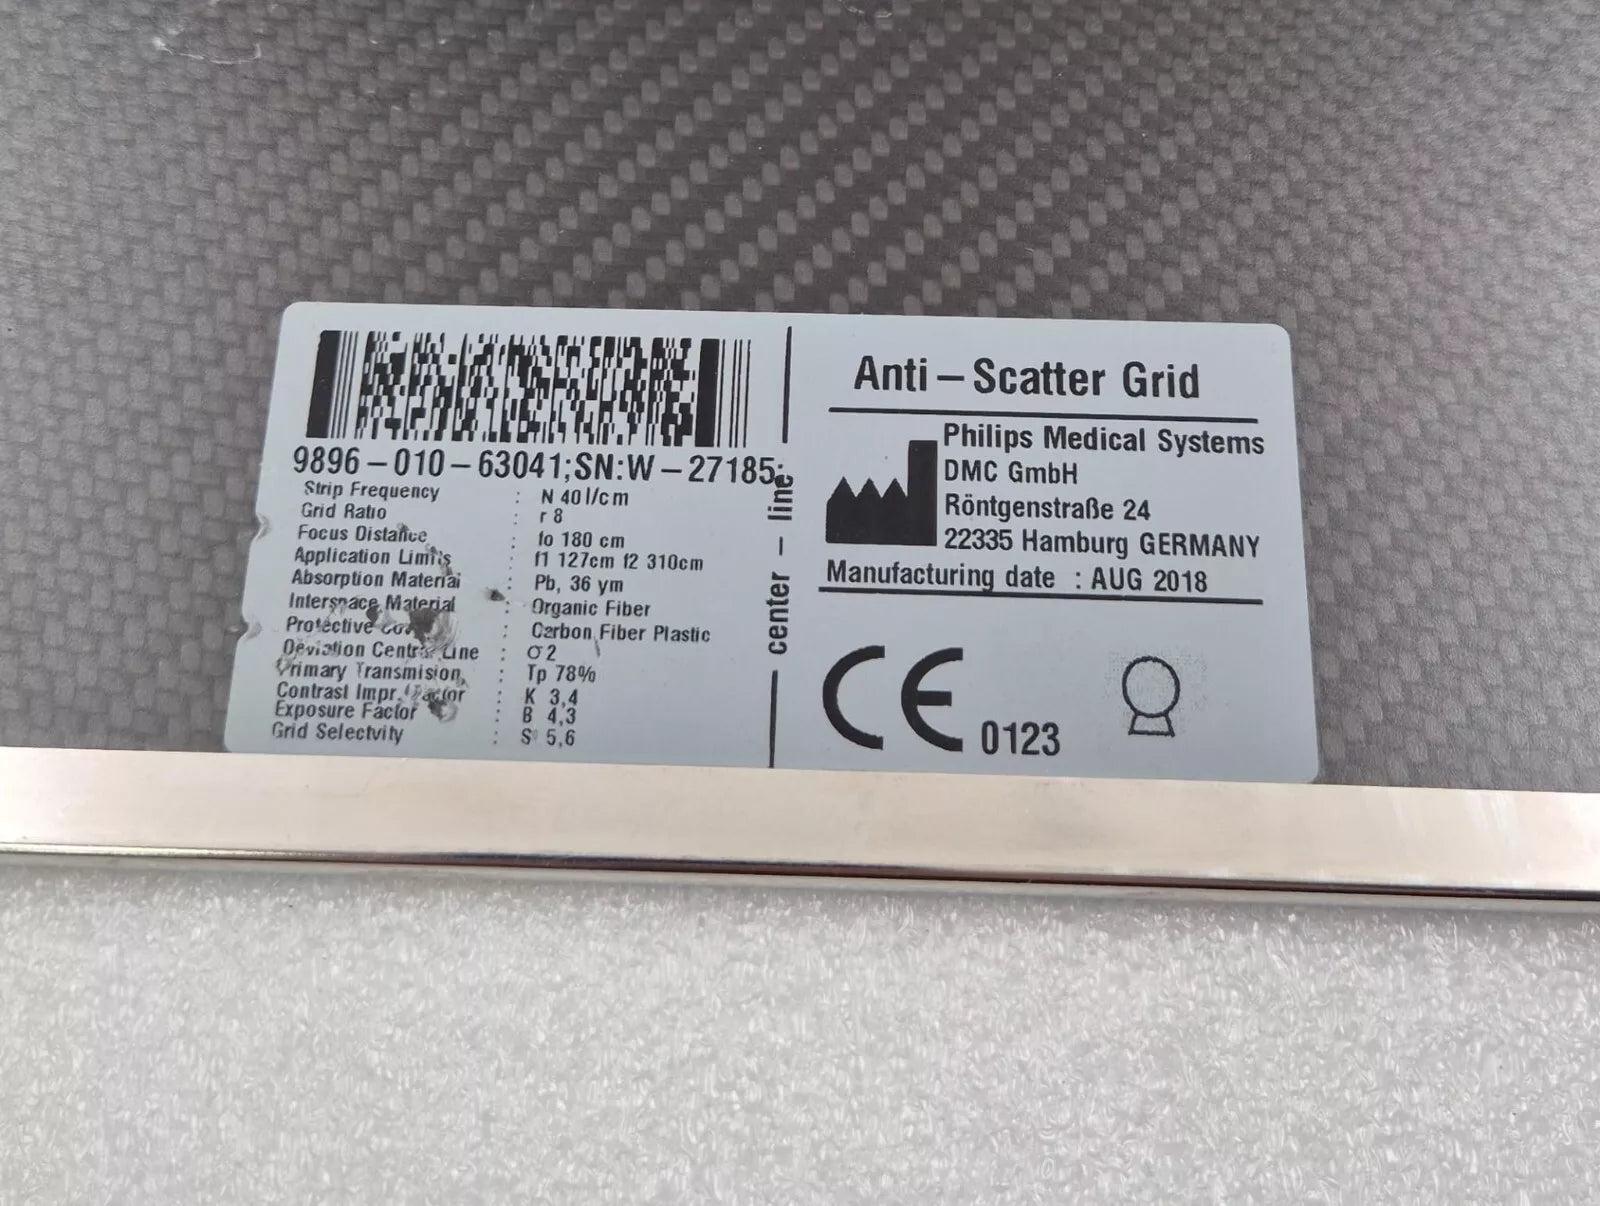 9896-010-63041;SN:W-27185;
Strip Frequency : N 40 l/cm
Grid Ratio : r 8
Focus Distance : fo 180 cm
Application Limits : f1 127cm f2 310cm
Absorption Material : Pb, 36 ym
Interspace Material : Organic Fiber
Protective : Carbon Fiber Plastic
Deviation Central Line : σ 2
Primary Transmision : Tp 78%
Contrast Impr. Factor : K 3,4
Exposure Factor : B 4,3
Grid Selectvity : S 5,6
center - line
Anti-Scatter Grid
Philips Medical Systems
DMC GmbH
Röntgenstraße 24
22335 Hamburg GERMANY
Manufacturing date : AUG 2018
CE 0123